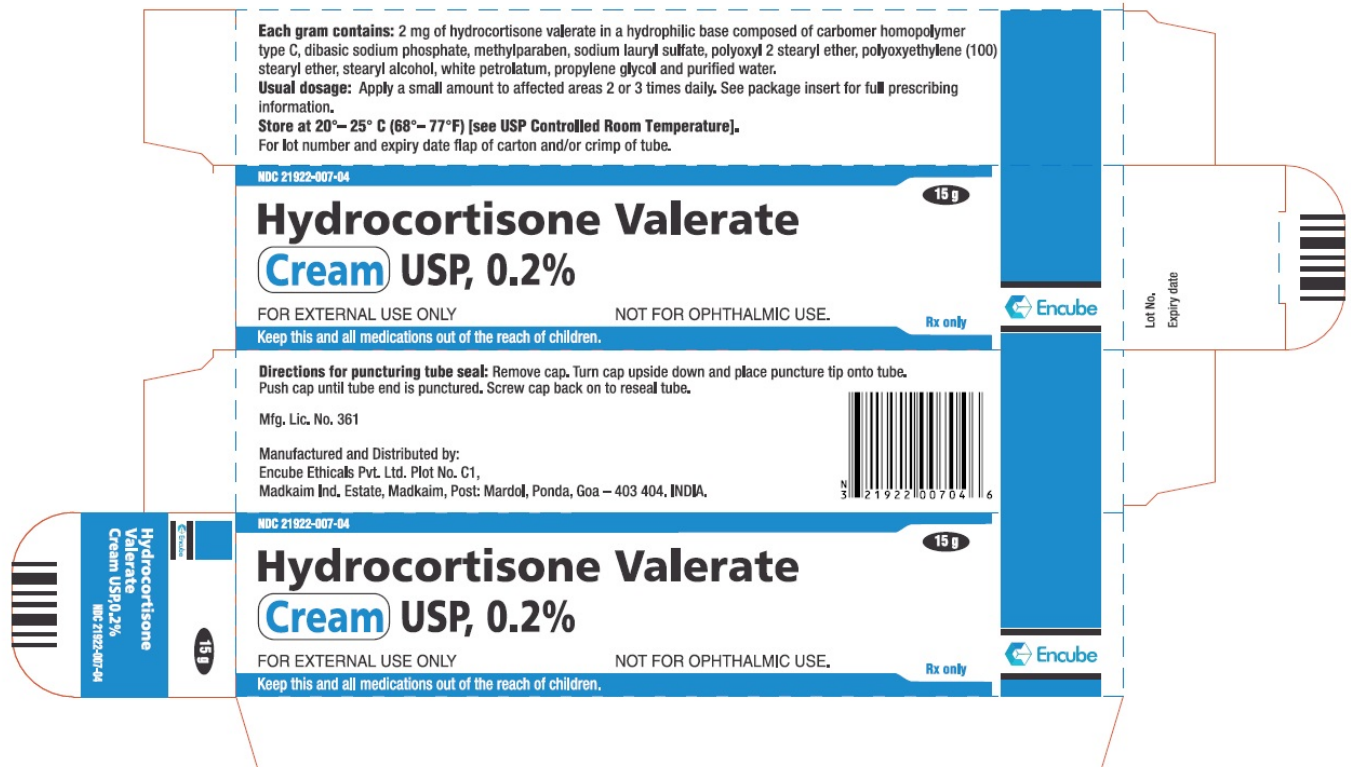 Each gram contains: 2 mg of hydrocortisone valerate in a hydrophilic base composed of carbomer homopolymer
type C, dibasic sodium phosphate, methylparaben, sodium lauryl sulfate, polyoxyl 2 stearyl ether, polyoxyethylene (100)
stearyl ether, stearyl alcohol, white petrolatum, propylene glycol and purified water.
Usual dosage: Apply a small amount to affected areas 2 or 3 times daily. See package insert for full prescribing
information.
Store at 20°– 25° C (68°– 77°F) [see USP Controlled Room Temperature].
For lot number and expiry date flap of carton and/or crimp of tube.
NDC 21922-007-04
15 g
Hydrocortisone Valerate
Cream USP, 0.2%
FOR EXTERNAL USE ONLY NOT FOR OPHTHALMIC USE.
Rx only
Keep this and all medications out of the reach of children.
Encube
Lot No.
Expiry date
Directions for puncturing tube seal: Remove cap. Turn cap upside down and place puncture tip onto tube.
Push cap until tube end is punctured. Screw cap back on to reseal tube.
Mfg. Lic. No. 361
Manufactured and Distributed by:
Encube Ethicals Pvt. Ltd. Plot No. C1,
Madkaim Ind. Estate, Madkaim, Post: Mardol, Ponda, Goa – 403 404. INDIA.
N
3 21922 00704 6
NDC 21922-007-04
15 g
Hydrocortisone Valerate
Cream USP, 0.2%
FOR EXTERNAL USE ONLY NOT FOR OPHTHALMIC USE.
Rx only
Keep this and all medications out of the reach of children.
Encube
Encube
Hydrocortisone
Valerate
Cream USP,0.2%
NDC 21922-007-04
15 g